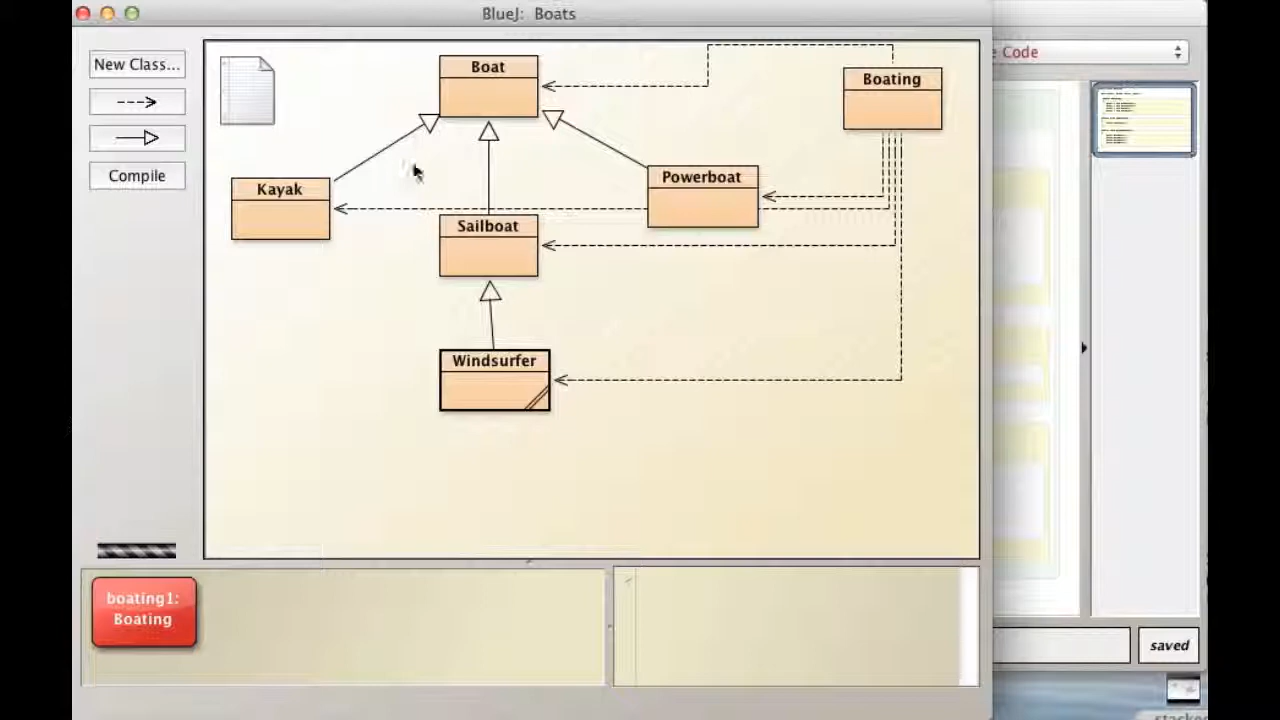 BlueJ: Boats
New Class...
Compile
Boat
Boating
Kayak
Powerboat
Sailboat
Windsurfer
boating1:
Boating
Code
saved